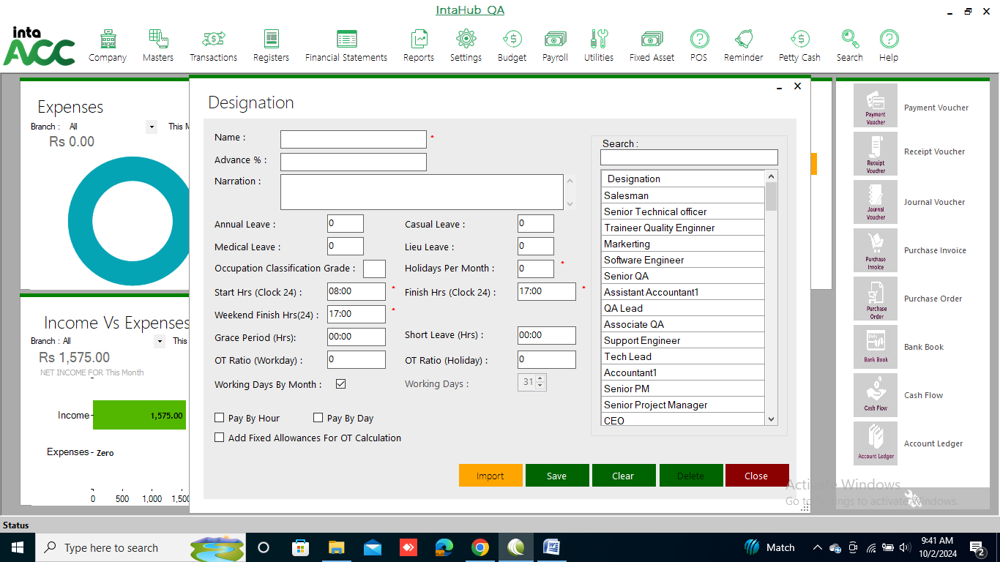 IntaHub_QA
inta
ACC
Company Masters Transactions Registers Financial Statements Reports Settings Budget Payroll Utilities Fixed Asset POS Reminder Petty Cash Search Help
Expenses
Branch : All This M
Rs 0.00
Income Vs Expenses
Branch : All This
Rs 1,575.00
NET INCOME FOR This Month
Income 1,575.00
Expenses - Zero
0 500 1,000 1,500
Designation
Name : *
Advance % :
Narration :
Annual Leave : 0 Casual Leave : 0
Medical Leave : 0 Lieu Leave : 0
Occupation Classification Grade : Holidays Per Month : 0 *
Start Hrs (Clock 24) : 08:00 * Finish Hrs (Clock 24) : 17:00 *
Weekend Finish Hrs(24) : 17:00 *
Grace Period (Hrs): 00:00 Short Leave (Hrs) : 00:00
OT Ratio (Workday) : 0 OT Ratio (Holiday) : 0
Working Days By Month : Working Days : 31
Pay By Hour Pay By Day
Add Fixed Allowances For OT Calculation
Search :
Designation
Salesman
Senior Technical officer
Traineer Quality Enginner
Markerting
Software Engineer
Senior QA
Assistant Accountant1
QA Lead
Associate QA
Support Engineer
Tech Lead
Accountant1
Senior PM
Senior Project Manager
CEO
Import Save Clear Delete Close
Payment Voucher Payment Voucher
Receipt Voucher Receipt Voucher
Journal Voucher Journal Voucher
Purchase Invoice Purchase Invoice
Purchase Order Purchase Order
Bank Book Bank Book
Cash Flow Cash Flow
Account Ledger Account Ledger
Activate Windows
Go to Settings to activate Windows.
Status
Type here to search
Match
9:41 AM
10/2/2024
2